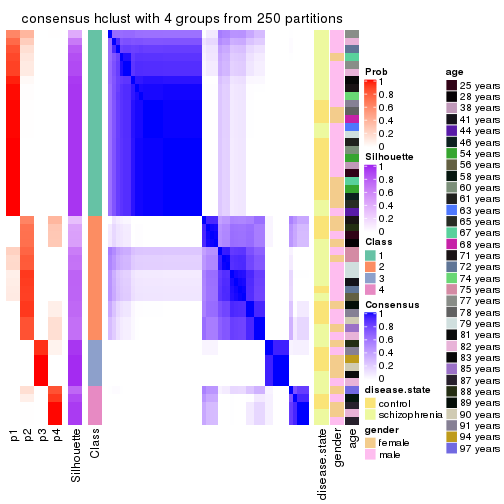 consensus hclust with 4 groups from 250 partitions
p1
p2
p3
p4
Silhouette
Class
disease.state
gender
age
Prob
1
0.8
0.6
0.4
0.2
0
Silhouette
1
0.8
0.6
0.4
0.2
0
Class
1
2
3
4
Consensus
1
0.8
0.6
0.4
0.2
0
disease.state
control
schizophrenia
gender
female
male
age
25 years
28 years
38 years
41 years
44 years
46 years
54 years
56 years
58 years
60 years
61 years
63 years
65 years
67 years
68 years
71 years
72 years
74 years
75 years
77 years
78 years
79 years
81 years
82 years
83 years
85 years
87 years
88 years
89 years
90 years
91 years
94 years
97 years